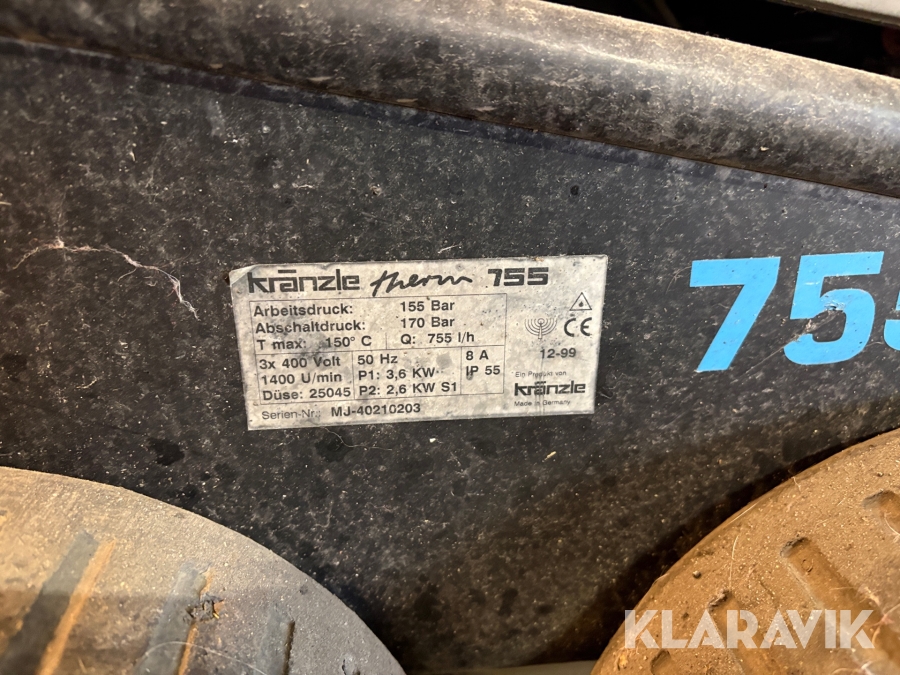 kränzle therm 755
Arbeitsdruck: 155 Bar
Abschaltdruck: 170 Bar
T max: 150° C Q: 755 l/h
3x 400 Volt 50 Hz 8 A
1400 U/min P1: 3,6 KW IP 55
Düse: 25045 P2: 2,6 KW S1
Serien-Nr.: MJ-40210203
CE
12-99
Ein Produkt von
kränzle
Made in Germany
755
KLARAVIK
KLARAVIK